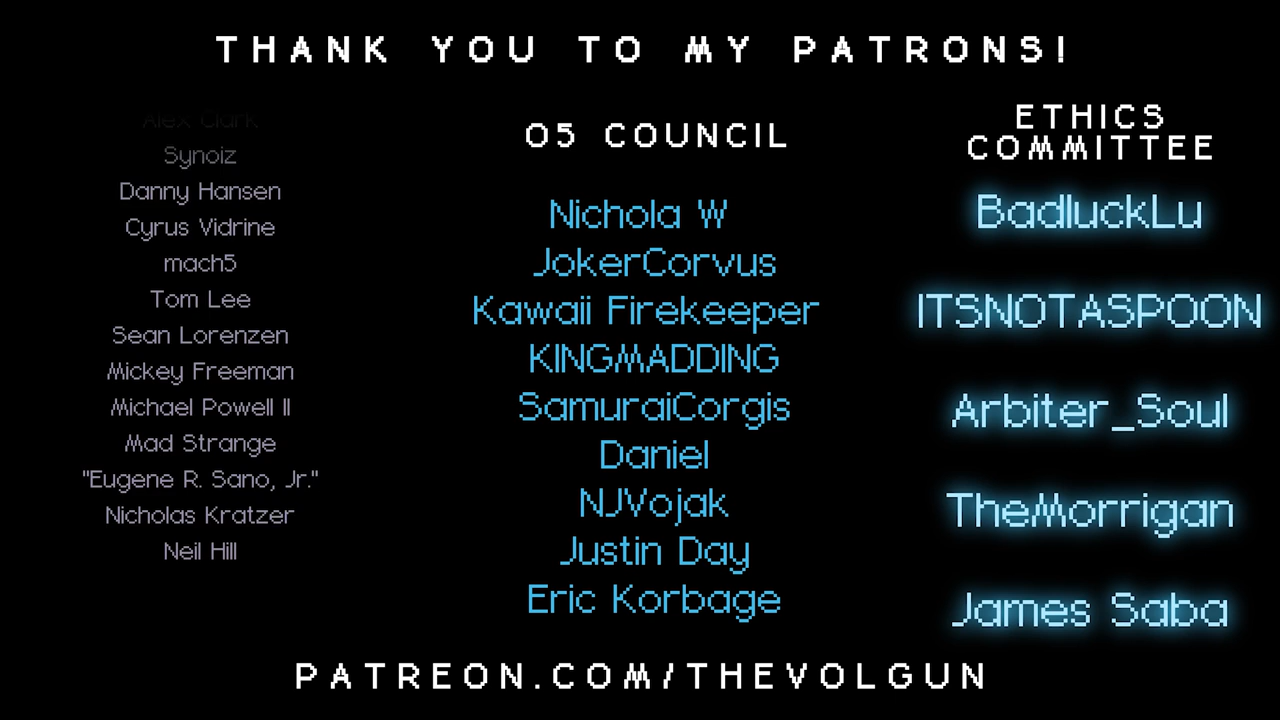 THANK YOU TO MY PATRONS!
Alex Clark
Synoiz
Danny Hansen
Cyrus Vidrine
mach5
Tom Lee
Sean Lorenzen
Mickey Freeman
Michael Powell II
Mad Strange
"Eugene R. Sano, Jr."
Nicholas Kratzer
Neil Hill
O5 COUNCIL
Nichola W
JokerCorvus
Kawaii Firekeeper
KINGMADDING
SamuraiCorgis
Daniel
NJVojak
Justin Day
Eric Korbage
ETHICS
COMMITTEE
BadluckLu
ITSNOTASPOON
Arbiter_Soul
TheMorrigan
James Saba
PATREON.COM/THEVOLGUN